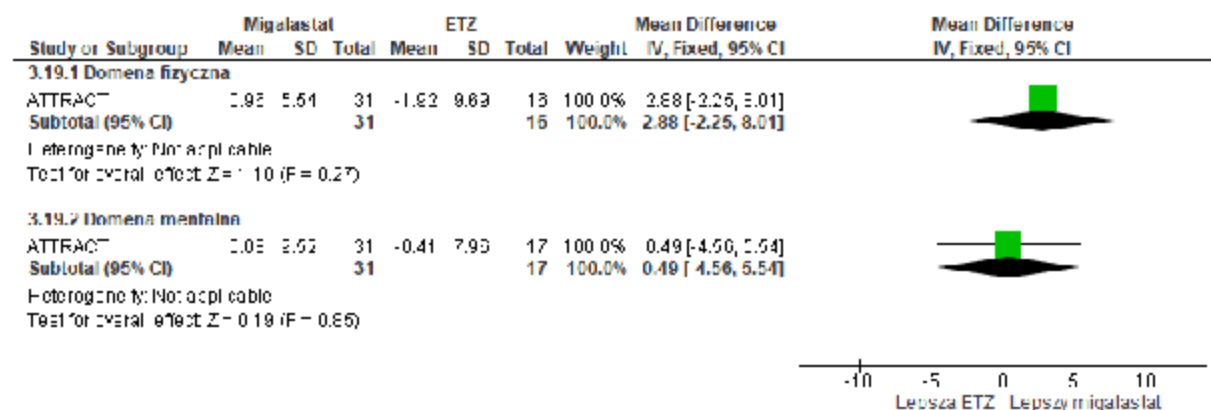 Migalastat ETZ Mean Difference Mean Difference
Study or Subgroup Mean SD Total Mean SD Total Weight IV, Fixed, 95% CI IV, Fixed, 95% CI
3.19.1 Domena fizyczna
ATTRACT 31 -1.92 9.69 16 100.0% 2.88 [-2.25, 8.01]
Subtotal (95% CI) 31 16 100.0% 2.88 [-2.25, 8.01]
Heterogeneity: Not applicable
Test for overall effect: Z = 1.10 (P = 0.27)
3.19.2 Domena mentalna
ATTRACT 31 -0.41 7.96 17 100.0% 0.49 [-4.56, 5.54]
Subtotal (95% CI) 31 17 100.0% 0.49 [-4.56, 5.54]
Heterogeneity: Not applicable
Test for overall effect: Z = 0.19 (P = 0.85)
-10 -5 0 5 10
Lepsza ETZ Lepszy migalastat